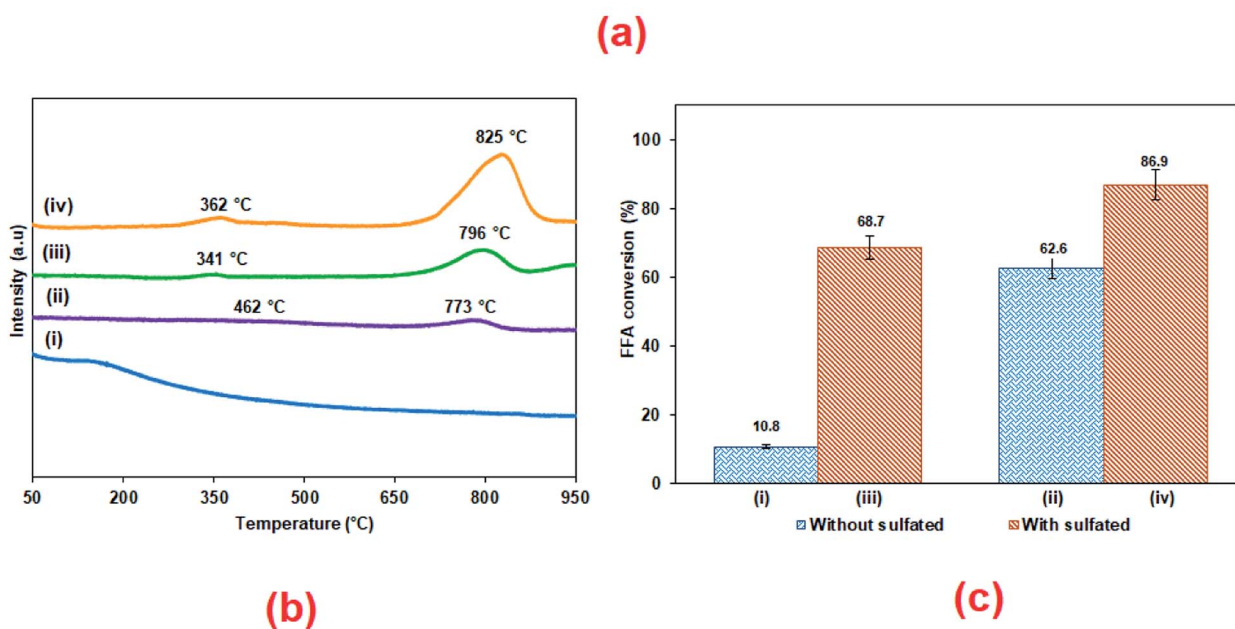 (a)
825 °C
(iv)
362 °C
796 °C
(iii)
341 °C
(ii)
462 °C
773 °C
(i)
Intensity (a.u)
50 200 350 500 650 800 950
Temperature (°C)
(b)
100
80
60
40
20
0
FFA conversion (%)
86.9
68.7
62.6
10.8
(i) (iii) (ii) (iv)
Without sulfated With sulfated
(c)